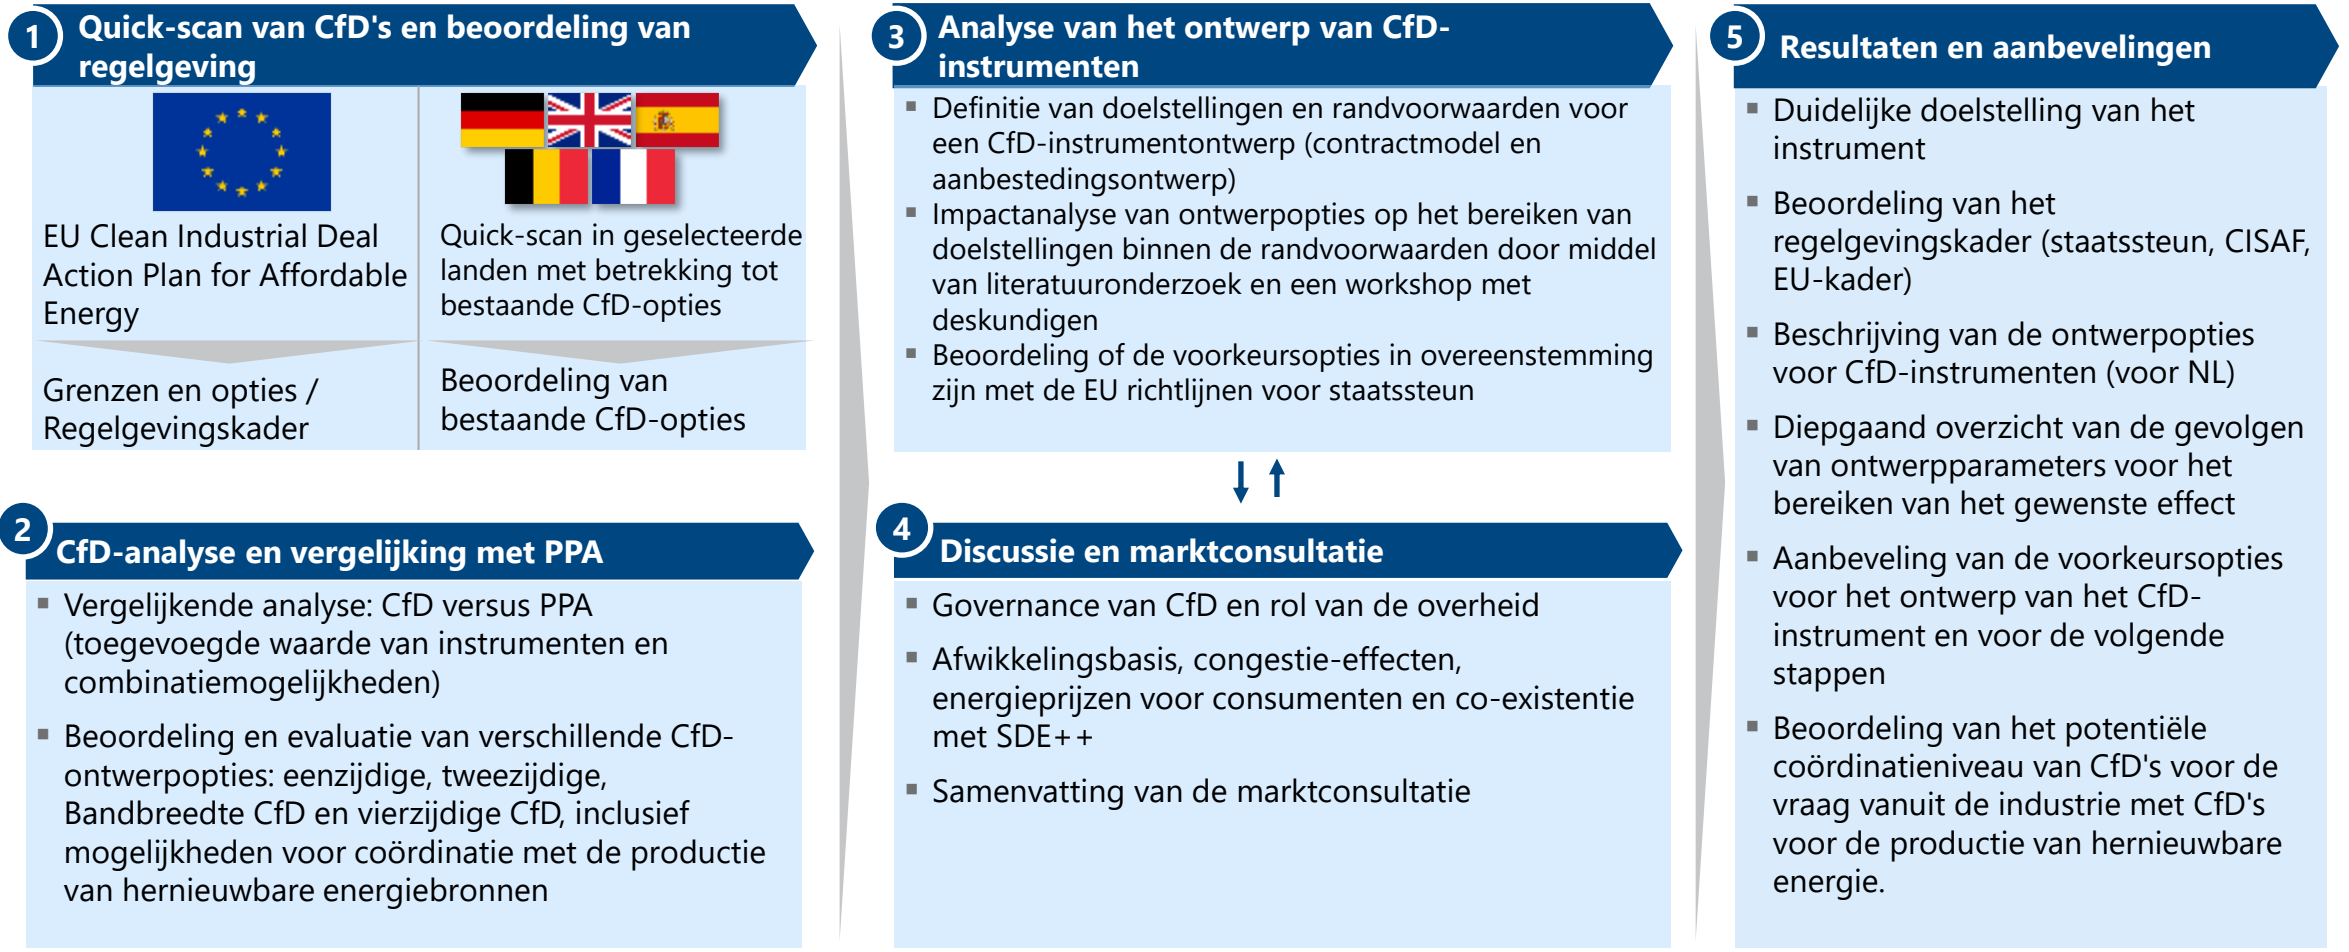 1
Quick-scan van CfD's en beoordeling van
regelgeving
EU Clean Industrial Deal
Action Plan for Affordable
Energy
Grenzen en opties /
Regelgevingskader
Quick-scan in geselecteerde
landen met betrekking tot
bestaande CfD-opties
Beoordeling van
bestaande CfD-opties
2
CfD-analyse en vergelijking met PPA
▪ Vergelijkende analyse: CfD versus PPA
(toegevoegde waarde van instrumenten en
combinatiemogelijkheden)
▪ Beoordeling en evaluatie van verschillende CfD-
ontwerpopties: eenzijdige, tweezijdige,
Bandbreedte CfD en vierzijdige CfD, inclusief
mogelijkheden voor coördinatie met de productie
van hernieuwbare energiebronnen
3
Analyse van het ontwerp van CfD-
instrumenten
▪ Definitie van doelstellingen en randvoorwaarden voor
een CfD-instrumentontwerp (contractmodel en
aanbestedingsontwerp)
▪ Impactanalyse van ontwerpopties op het bereiken van
doelstellingen binnen de randvoorwaarden door middel
van literatuuronderzoek en een workshop met
deskundigen
▪ Beoordeling of de voorkeursopties in overeenstemming
zijn met de EU richtlijnen voor staatssteun
4
Discussie en marktconsultatie
▪ Governance van CfD en rol van de overheid
▪ Afwikkelingsbasis, congestie-effecten,
energieprijzen voor consumenten en co-existentie
met SDE++
▪ Samenvatting van de marktconsultatie
5
Resultaten en aanbevelingen
▪ Duidelijke doelstelling van het
instrument
▪ Beoordeling van het
regelgevingskader (staatssteun, CISAF,
EU-kader)
▪ Beschrijving van de ontwerpopties
voor CfD-instrumenten (voor NL)
▪ Diepgaand overzicht van de gevolgen
van ontwerpparameters voor het
bereiken van het gewenste effect
▪ Aanbeveling van de voorkeursopties
voor het ontwerp van het CfD-
instrument en voor de volgende
stappen
▪ Beoordeling van het potentiële
coördinatieniveau van CfD's voor de
vraag vanuit de industrie met CfD's
voor de productie van hernieuwbare
energie.